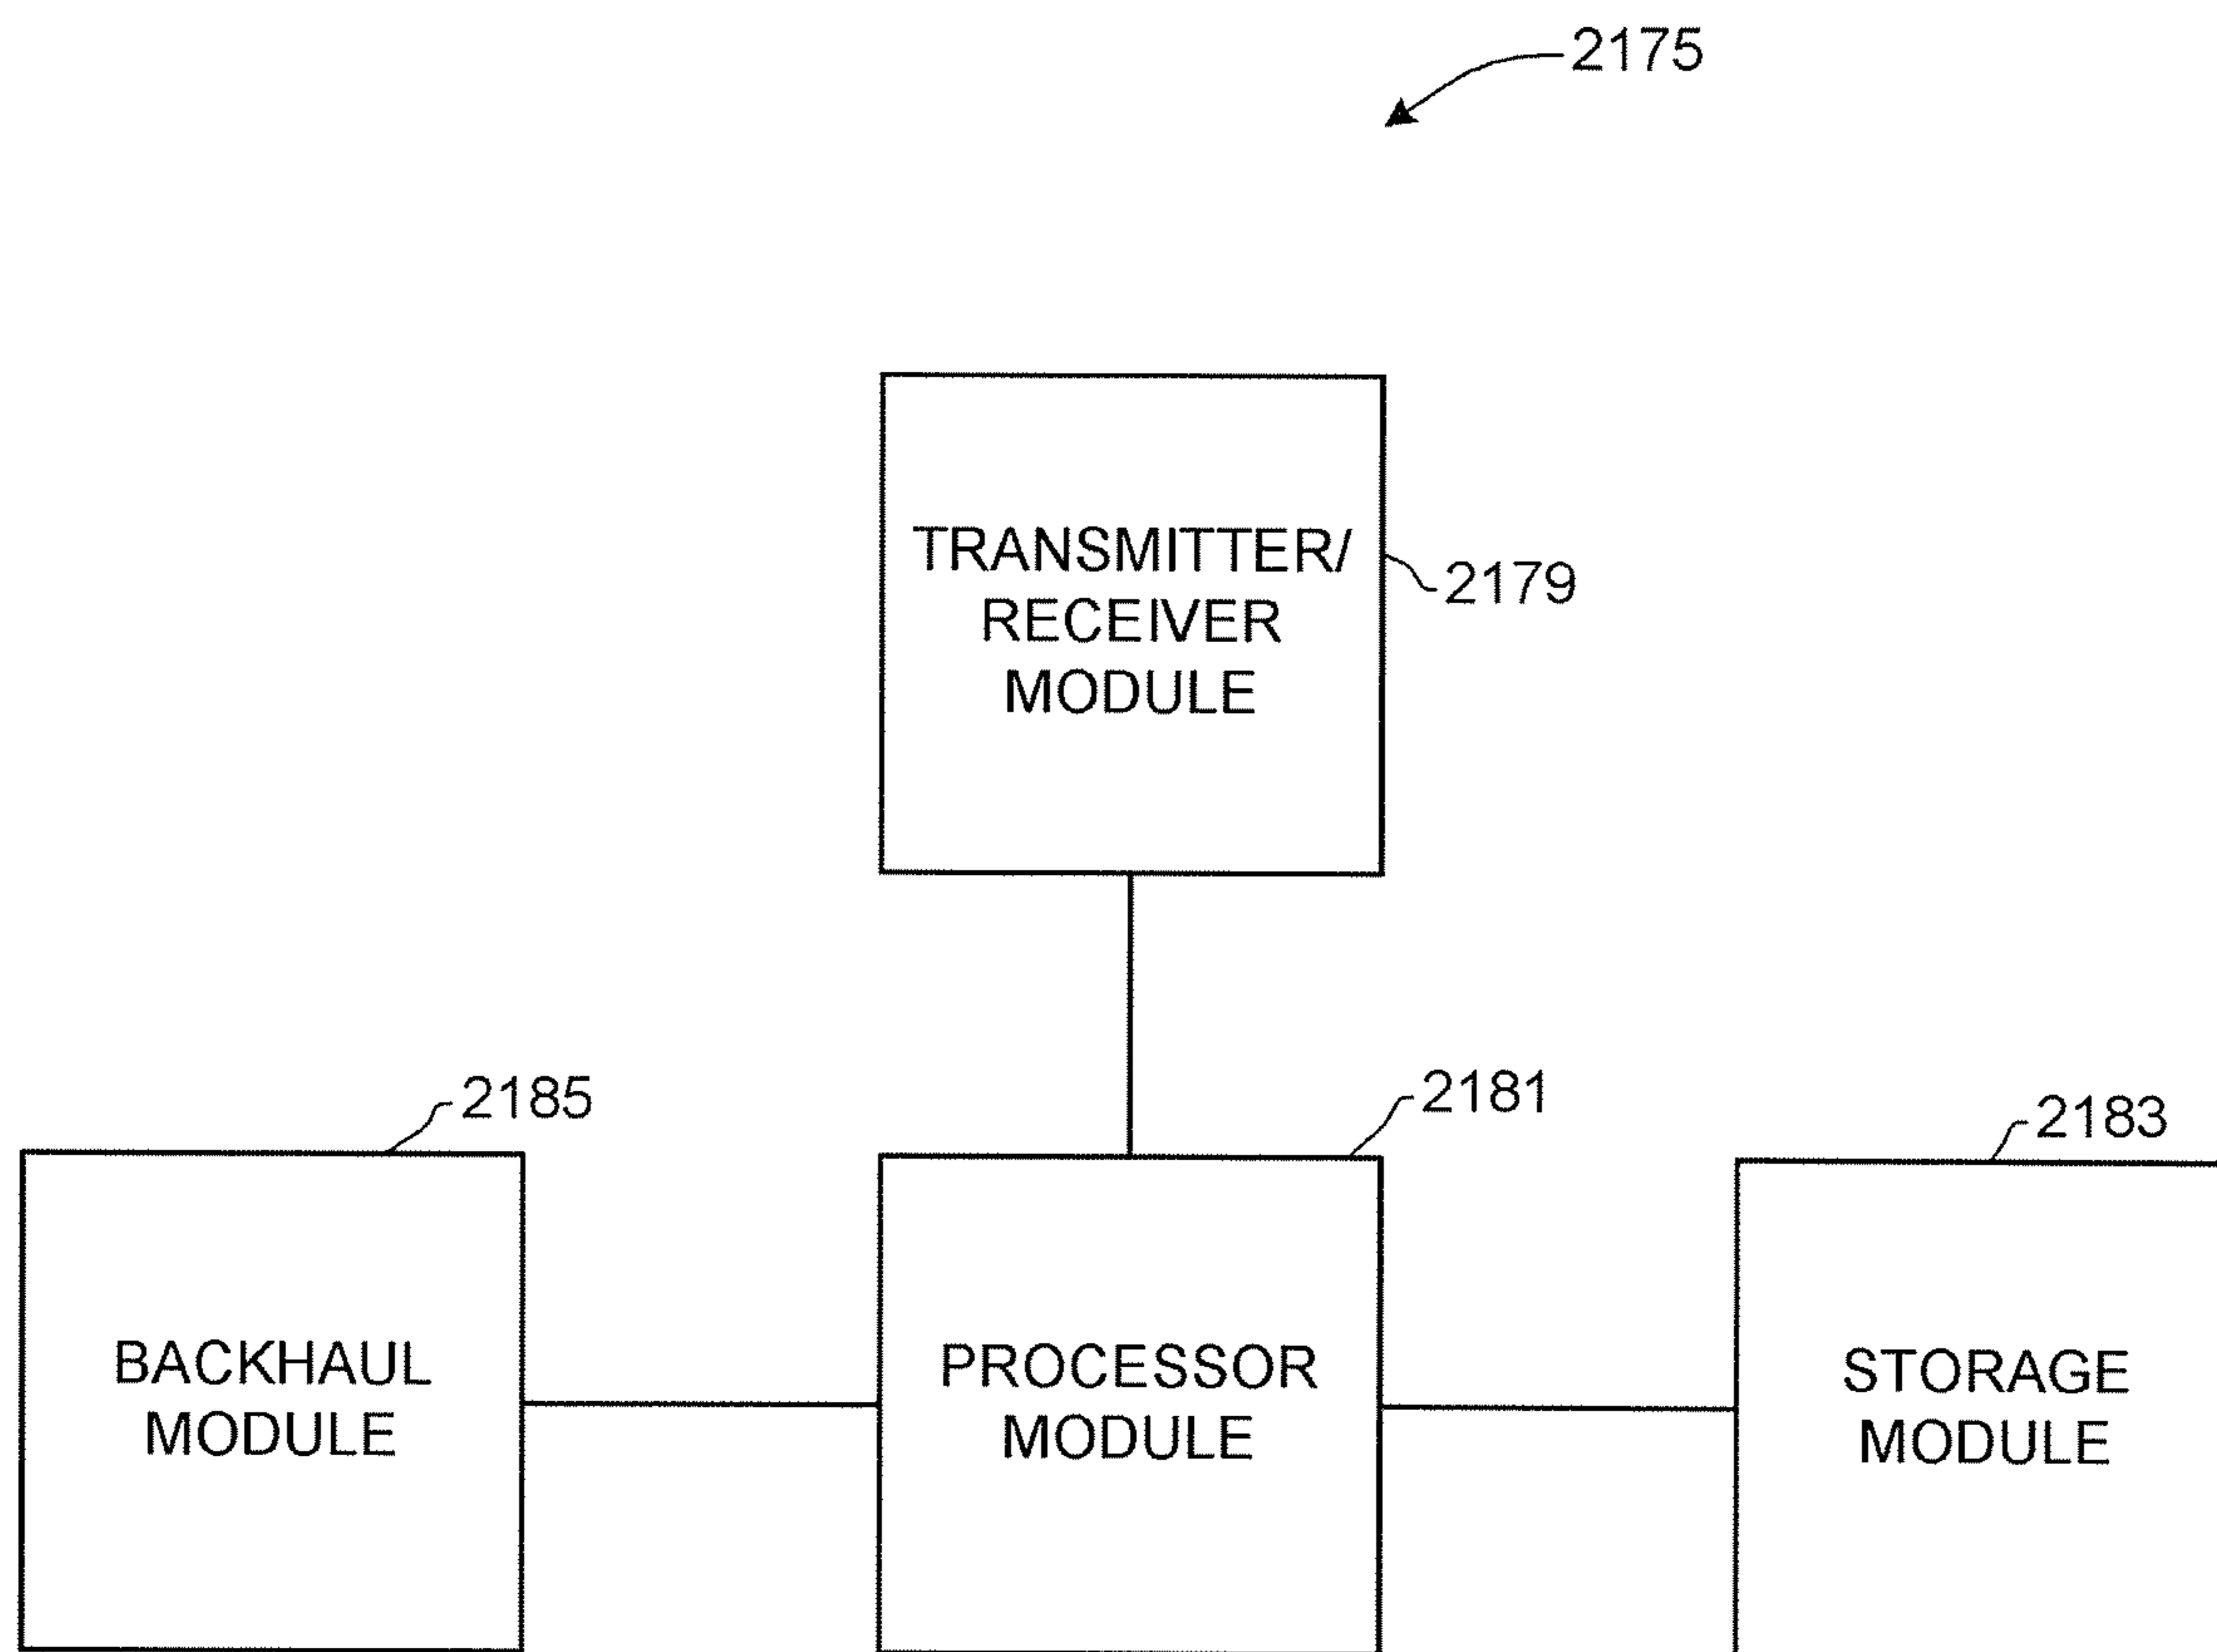 2175
TRANSMITTER/
RECEIVER
MODULE
2179
2185
2181
2183
BACKHAUL
MODULE
PROCESSOR
MODULE
STORAGE
MODULE